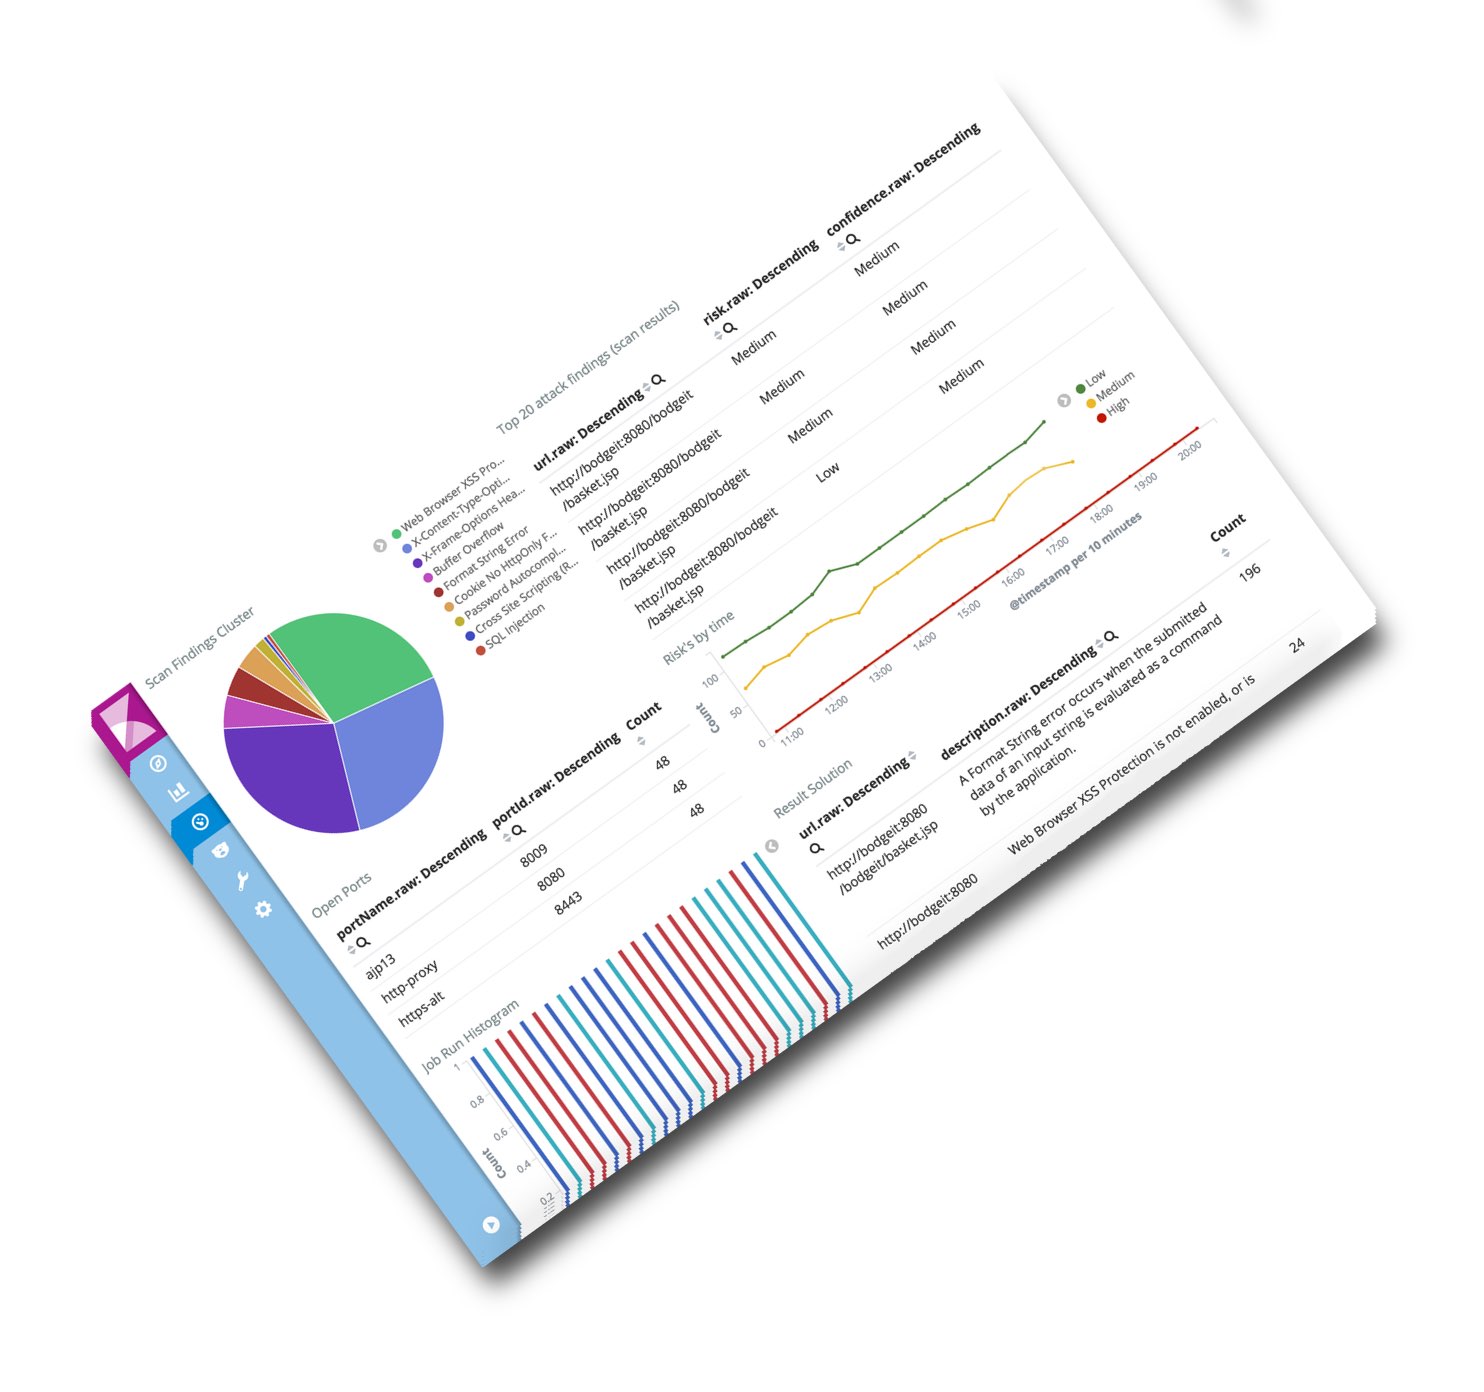 Scan Findings Cluster
Web Browser XSS Pro...
X-Content-Type-Opti...
X-Frame-Options Hea...
Buffer Overflow
Format String Error
Cookie No HttpOnly F...
Password Autocompl...
Cross Site Scripting (R...
SQL Injection
Top 20 attack findings (scan results)
url.raw: Descending risk.raw: Descending confidence.raw: Descending
http://bodgeit:8080/bodgeit Medium Medium
/basket.jsp
http://bodgeit:8080/bodgeit Medium Medium
/basket.jsp
http://bodgeit:8080/bodgeit Medium Medium
/basket.jsp
http://bodgeit:8080/bodgeit Low Medium
/basket.jsp
Open Ports
portName.raw: Descending portId.raw: Descending Count
ajp13 8009 48
http-proxy 8080 48
https-alt 8443 48
Risk's by time
Low
Medium
High
100
50
0
Count
11:00 12:00 13:00 14:00 15:00 16:00 17:00 18:00 19:00 20:00
@timestamp per 10 minutes
Job Run Histogram
1
0.8
0.6
0.4
0.2
Count
Result Solution
url.raw: Descending description.raw: Descending Count
http://bodgeit:8080 A Format String error occurs when the submitted 196
/bodgeit/basket.jsp data of an input string is evaluated as a command
by the application.
http://bodgeit:8080 Web Browser XSS Protection is not enabled, or is 24